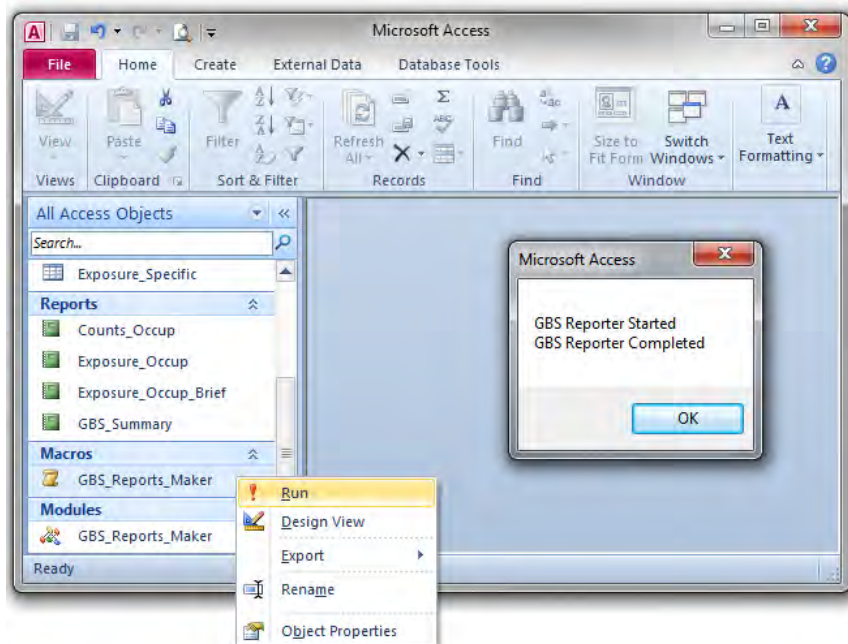 A Microsoft Access
File Home Create External Data Database Tools
View Paste Filter Refresh All Find Size to Fit Form Switch Windows Text Formatting
Views Clipboard Sort & Filter Records Find Window
All Access Objects
Search...
Exposure_Specific
Reports
Counts_Occup
Exposure_Occup
Exposure_Occup_Brief
GBS_Summary
Macros
GBS_Reports_Maker
Modules
GBS_Reports_Maker
Ready
Run
Design View
Export
Rename
Object Properties
Microsoft Access
GBS Reporter Started
GBS Reporter Completed
OK